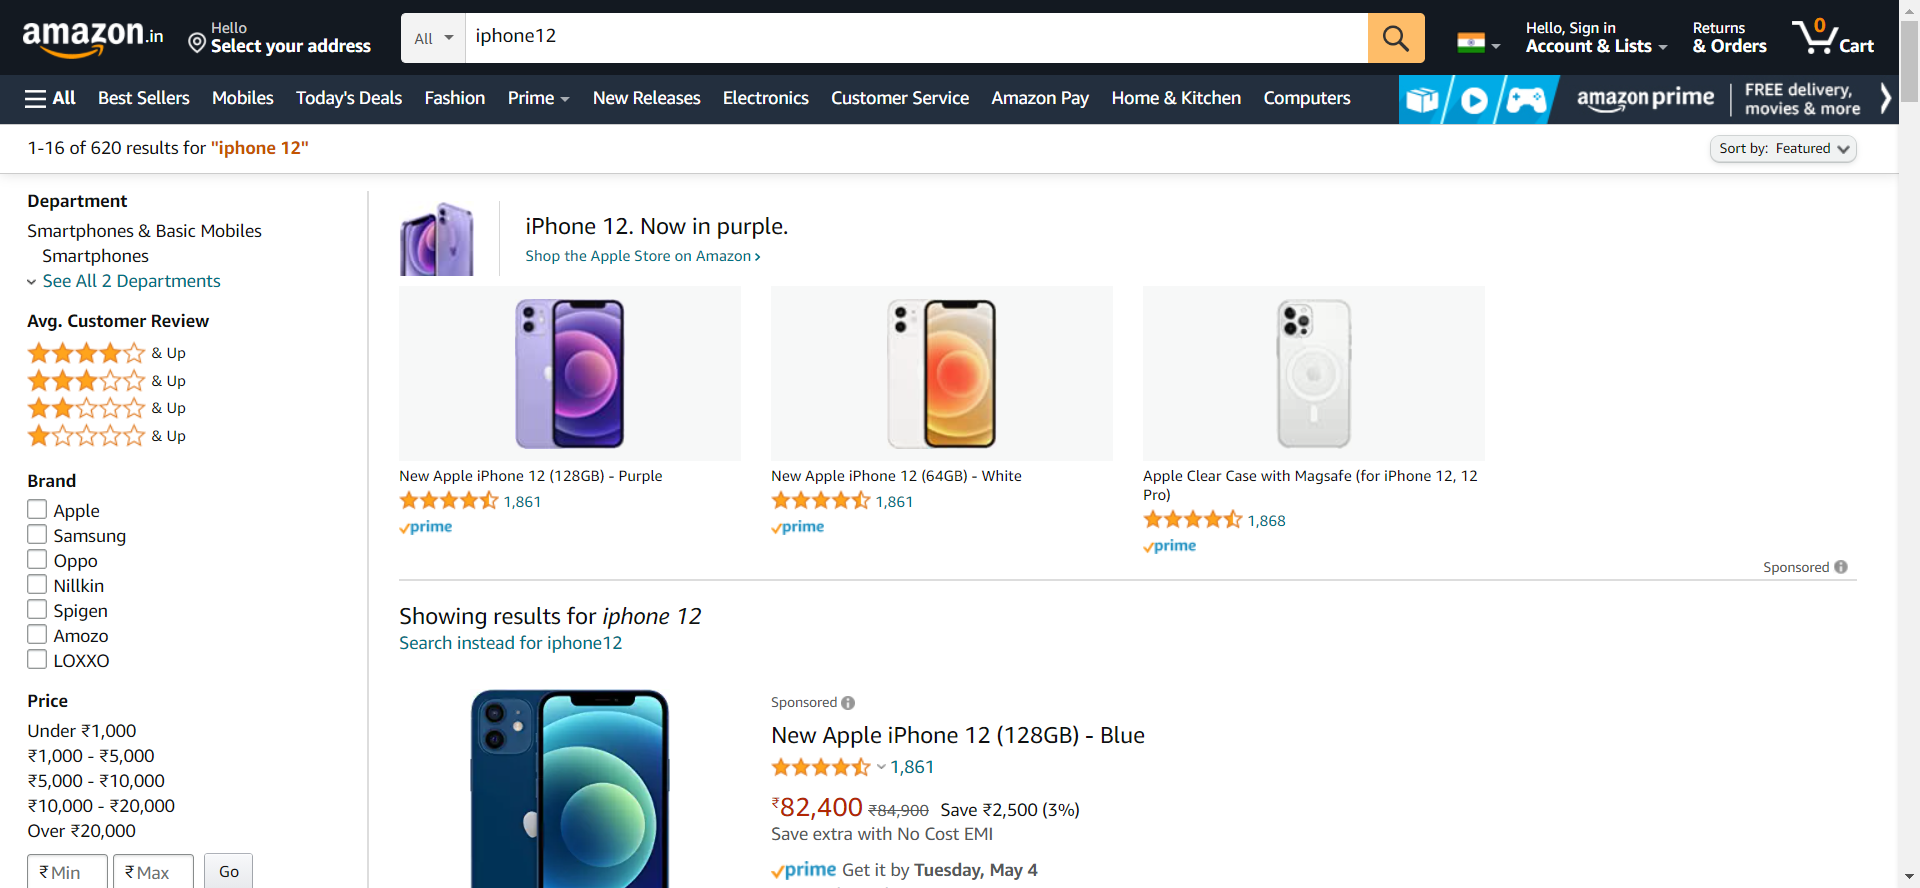 amazon.in
Hello
Select your address
All
iphone12
Hello, Sign in
Account & Lists
Returns
& Orders
0
Cart
All
Best Sellers
Mobiles
Today's Deals
Fashion
Prime
New Releases
Electronics
Customer Service
Amazon Pay
Home & Kitchen
Computers
amazon prime
FREE delivery,
movies & more
1-16 of 620 results for "iphone 12"
Sort by: Featured
Department
Smartphones & Basic Mobiles
Smartphones
See All 2 Departments
Avg. Customer Review
& Up
& Up
& Up
& Up
Brand
Apple
Samsung
Oppo
Nillkin
Spigen
Amozo
LOXXO
Price
Under ₹1,000
₹1,000 - ₹5,000
₹5,000 - ₹10,000
₹10,000 - ₹20,000
Over ₹20,000
₹ Min
₹ Max
Go
iPhone 12. Now in purple.
Shop the Apple Store on Amazon ›
New Apple iPhone 12 (128GB) - Purple
1,861
prime
New Apple iPhone 12 (64GB) - White
1,861
prime
Apple Clear Case with Magsafe (for iPhone 12, 12
Pro)
1,868
prime
Sponsored
Showing results for iphone 12
Search instead for iphone12
Sponsored
New Apple iPhone 12 (128GB) - Blue
1,861
₹82,400 ₹84,900 Save ₹2,500 (3%)
Save extra with No Cost EMI
prime Get it by Tuesday, May 4